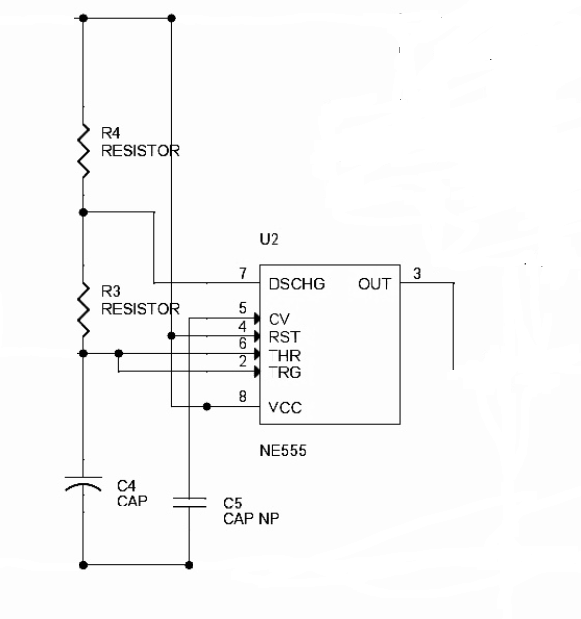 R4
RESISTOR
U2
7
DSCHG
OUT
3
R3
RESISTOR
5
CV
4
RST
6
THR
2
TRG
8
VCC
NE555
C4
CAP
C5
CAP NP